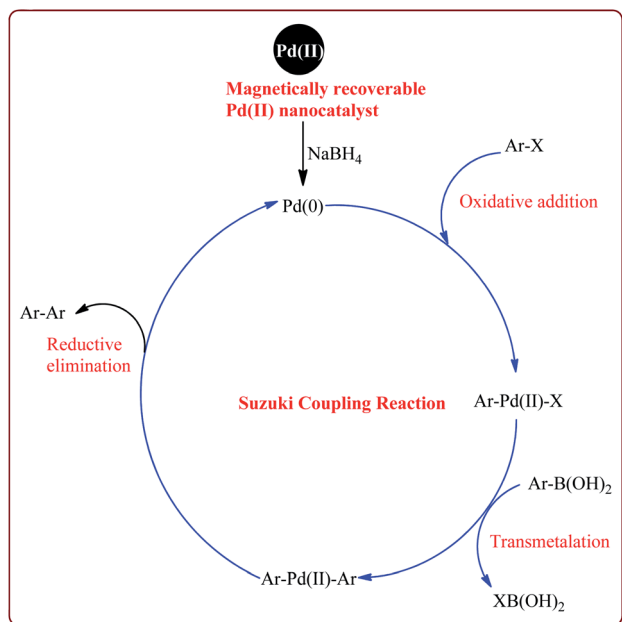 Pd(II)
Magnetically recoverable
Pd(II) nanocatalyst
NaBH4
Ar-X
Pd(0)
Oxidative addition
Ar-Ar
Reductive
elimination
Suzuki Coupling Reaction
Ar-Pd(II)-X
Ar-B(OH)2
Transmetalation
Ar-Pd(II)-Ar
XB(OH)2